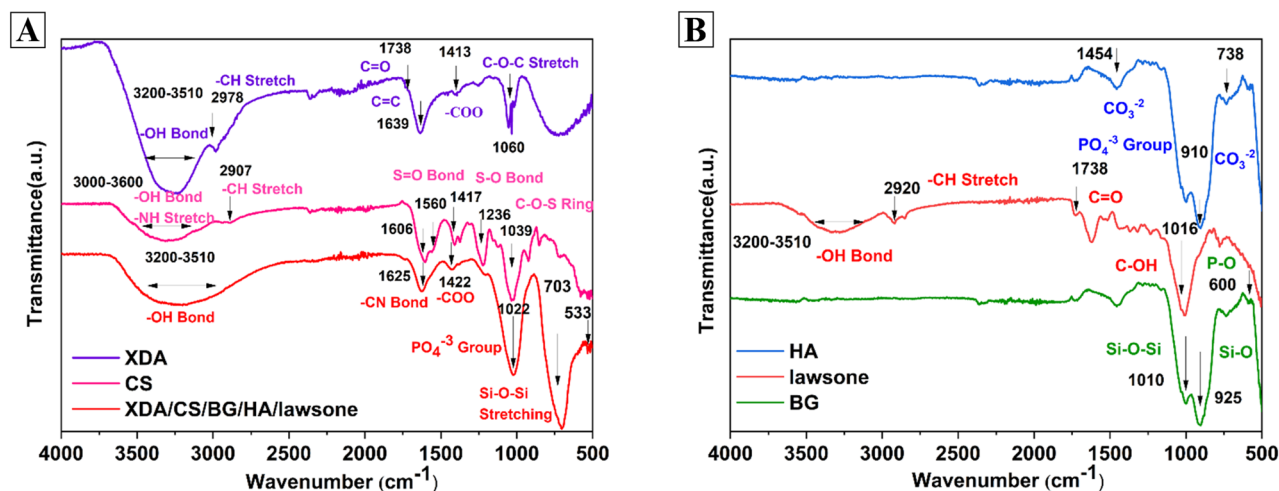 A
Transmittance(a.u.)
3200-3510
-OH Bond
-CH Stretch
2978
1738
C=O
C=C
1639
1413
-COO
C-O-C Stretch
1060
3000-3600
-OH Bond
-NH Stretch
2907
-CH Stretch
S=O Bond
S-O Bond
1560
1417
1236
C-O-S Ring
1606
1039
3200-3510
-OH Bond
1625
-CN Bond
1422
-COO
1022
703
533
PO4-3 Group
Si-O-Si
Stretching
XDA
CS
XDA/CS/BG/HA/lawsone
4000 3500 3000 2500 2000 1500 1000 500
Wavenumber (cm-1)
B
Transmittance(a.u.)
1454
738
CO3-2
PO4-3 Group
910
CO3-2
2920
-CH Stretch
1738
C=O
3200-3510
-OH Bond
1016
C-OH
P-O
600
Si-O-Si
Si-O
1010
925
HA
lawsone
BG
4000 3500 3000 2500 2000 1500 1000 500
Wavenumber (cm-1)